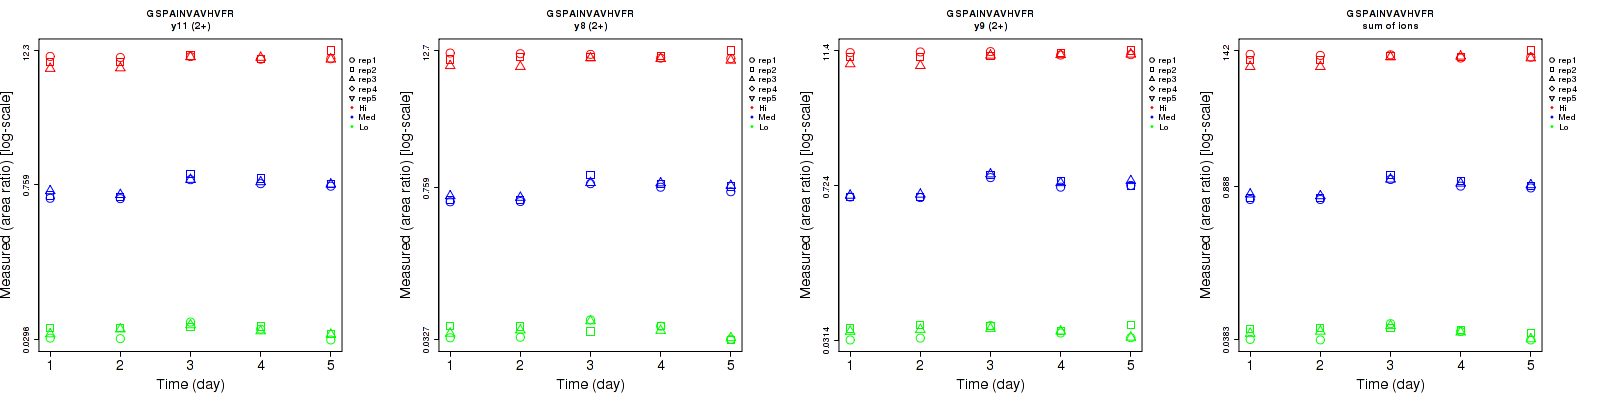 GSPAINVAVHVFR
y11 (2+)
Measured (area ratio) [log-scale]
12.3
0.759
0.0296
1 2 3 4 5
Time (day)
rep1
rep2
rep3
rep4
rep5
Hi
Med
Lo
GSPAINVAVHVFR
y8 (2+)
Measured (area ratio) [log-scale]
12.7
0.759
0.0327
1 2 3 4 5
Time (day)
rep1
rep2
rep3
rep4
rep5
Hi
Med
Lo
GSPAINVAVHVFR
y9 (2+)
Measured (area ratio) [log-scale]
11.4
0.724
0.0314
1 2 3 4 5
Time (day)
rep1
rep2
rep3
rep4
rep5
Hi
Med
Lo
GSPAINVAVHVFR
sum of ions
Measured (area ratio) [log-scale]
14.2
0.888
0.0383
1 2 3 4 5
Time (day)
rep1
rep2
rep3
rep4
rep5
Hi
Med
Lo